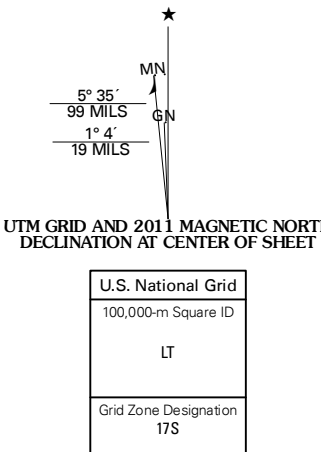 ★
MN
5° 35´
99 MILS
GN
1° 4´
19 MILS
UTM GRID AND 2011 MAGNETIC NORT
DECLINATION AT CENTER OF SHEET
U.S. National Grid
100,000-m Square ID
LT
Grid Zone Designation
17S